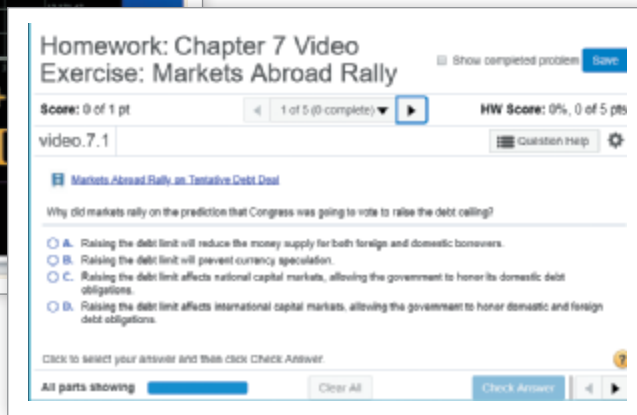 Homework: Chapter 7 Video
Exercise: Markets Abroad Rally
Show completed problem
Save
Score: 0 of 1 pt
1 of 5 (0 complete)
HW Score: 0%, 0 of 5 pts
video.7.1
Question Help
Markets Abroad Rally on Tentative Debt Deal
Why did markets rally on the prediction that Congress was going to vote to raise the debt ceiling?
A. Raising the debt limit will reduce the money supply for both foreign and domestic borrowers.
B. Raising the debt limit will prevent currency speculation.
C. Raising the debt limit affects national capital markets, allowing the government to honor its domestic debt
obligations.
D. Raising the debt limit affects international capital markets, allowing the government to honor domestic and foreign
debt obligations.
Click to select your answer and then click Check Answer.
?
All parts showing
Clear All
Check Answer